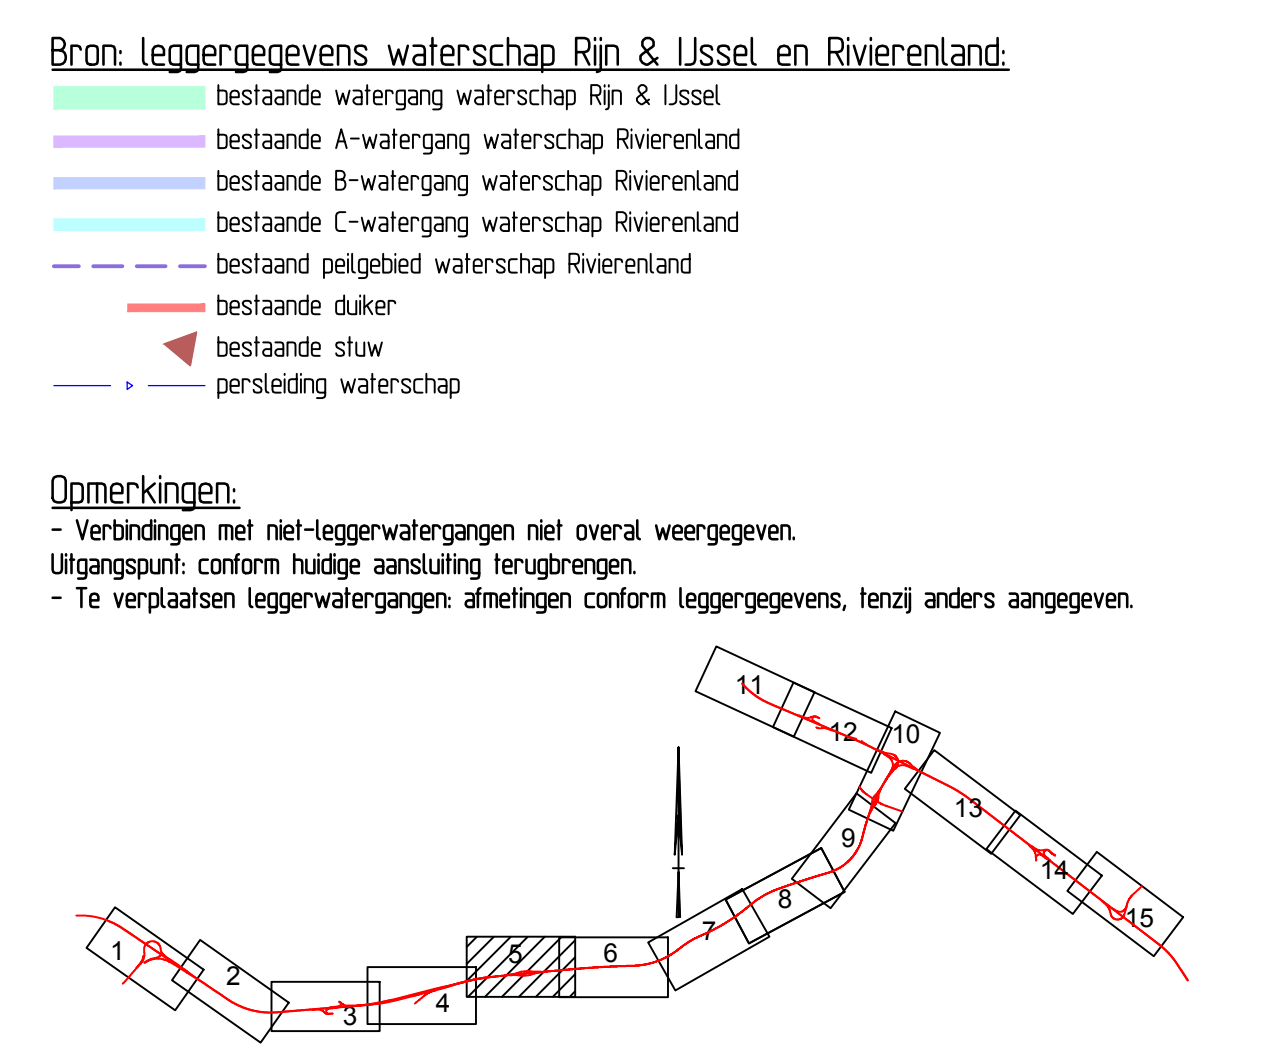 Bron: leggergegevens waterschap Rijn & IJssel en Rivierenland:
bestaande watergang waterschap Rijn & IJssel
bestaande A-watergang waterschap Rivierenland
bestaande B-watergang waterschap Rivierenland
bestaande C-watergang waterschap Rivierenland
bestaand peilgebied waterschap Rivierenland
bestaande duiker
bestaande stuw
persleiding waterschap
Opmerkingen:
- Verbindingen met niet-leggerwatergangen niet overal weergegeven.
Uitgangspunt: conform huidige aansluiting terugbrengen.
- Te verplaatsen leggerwatergangen: afmetingen conform leggergegevens, tenzij anders aangegeven.
1
2
3
4
5
6
7
8
9
10
11
12
13
14
15